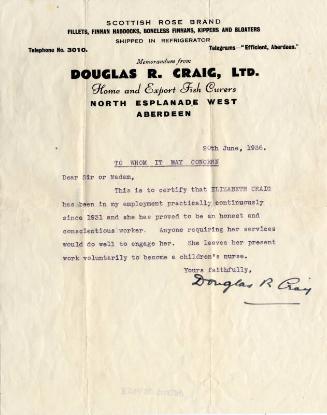 SCOTTISH ROSE BRAND
FILLETS, FINNAN HADDOCKS, BONELESS FINNANS, KIPPERS AND BLOATERS
SHIPPED IN REFRIGERATOR
Telephone No. 3010. Telegrams—"Efficient, Aberdeen."
Memorandum from
DOUGLAS R. CRAIG, LTD.
Home and Export Fish Curers
NORTH ESPLANADE WEST
ABERDEEN
20th June, 1936.
TO WHOM IT MAY CONCERN
Dear Sir or Madam,
This is to certify that ELIZABETH CRAIG
has been in my employment practically continuously
since 1931 and she has proved to be an honest and
conscientious worker. Anyone requiring her services
would do well to engage her. She leaves her present
work voluntarily to become a children's nurse.
Yours faithfully,
Douglas R Craig